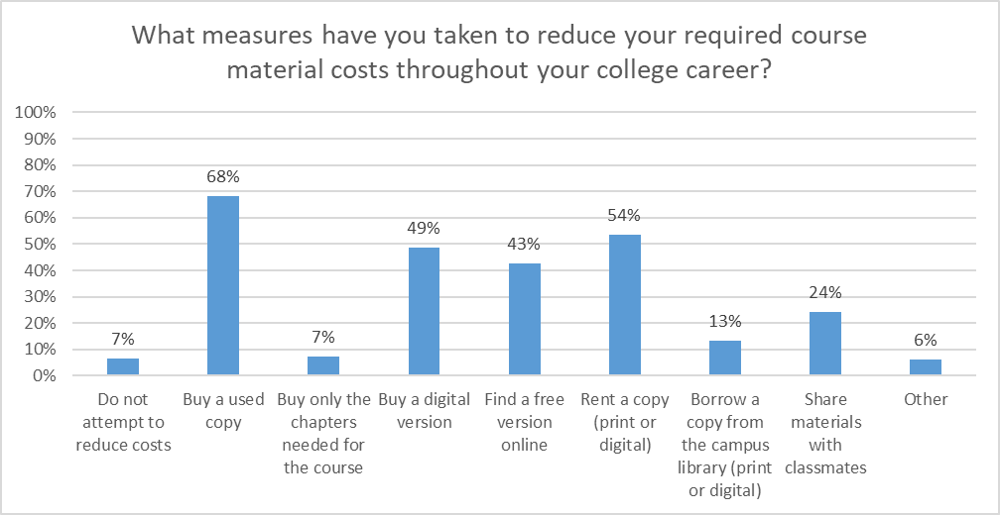 What measures have you taken to reduce your required course
material costs throughout your college career?
100%
90%
80%
70%
60%
50%
40%
30%
20%
10%
0%
7%
68%
7%
49%
43%
54%
13%
24%
6%
Do not
attempt to
reduce costs
Buy a used
copy
Buy only the
chapters
needed for
the course
Buy a digital
version
Find a free
version
online
Rent a copy
(print or
digital)
Borrow a
copy from
the campus
library (print
or digital)
Share
materials
with
classmates
Other